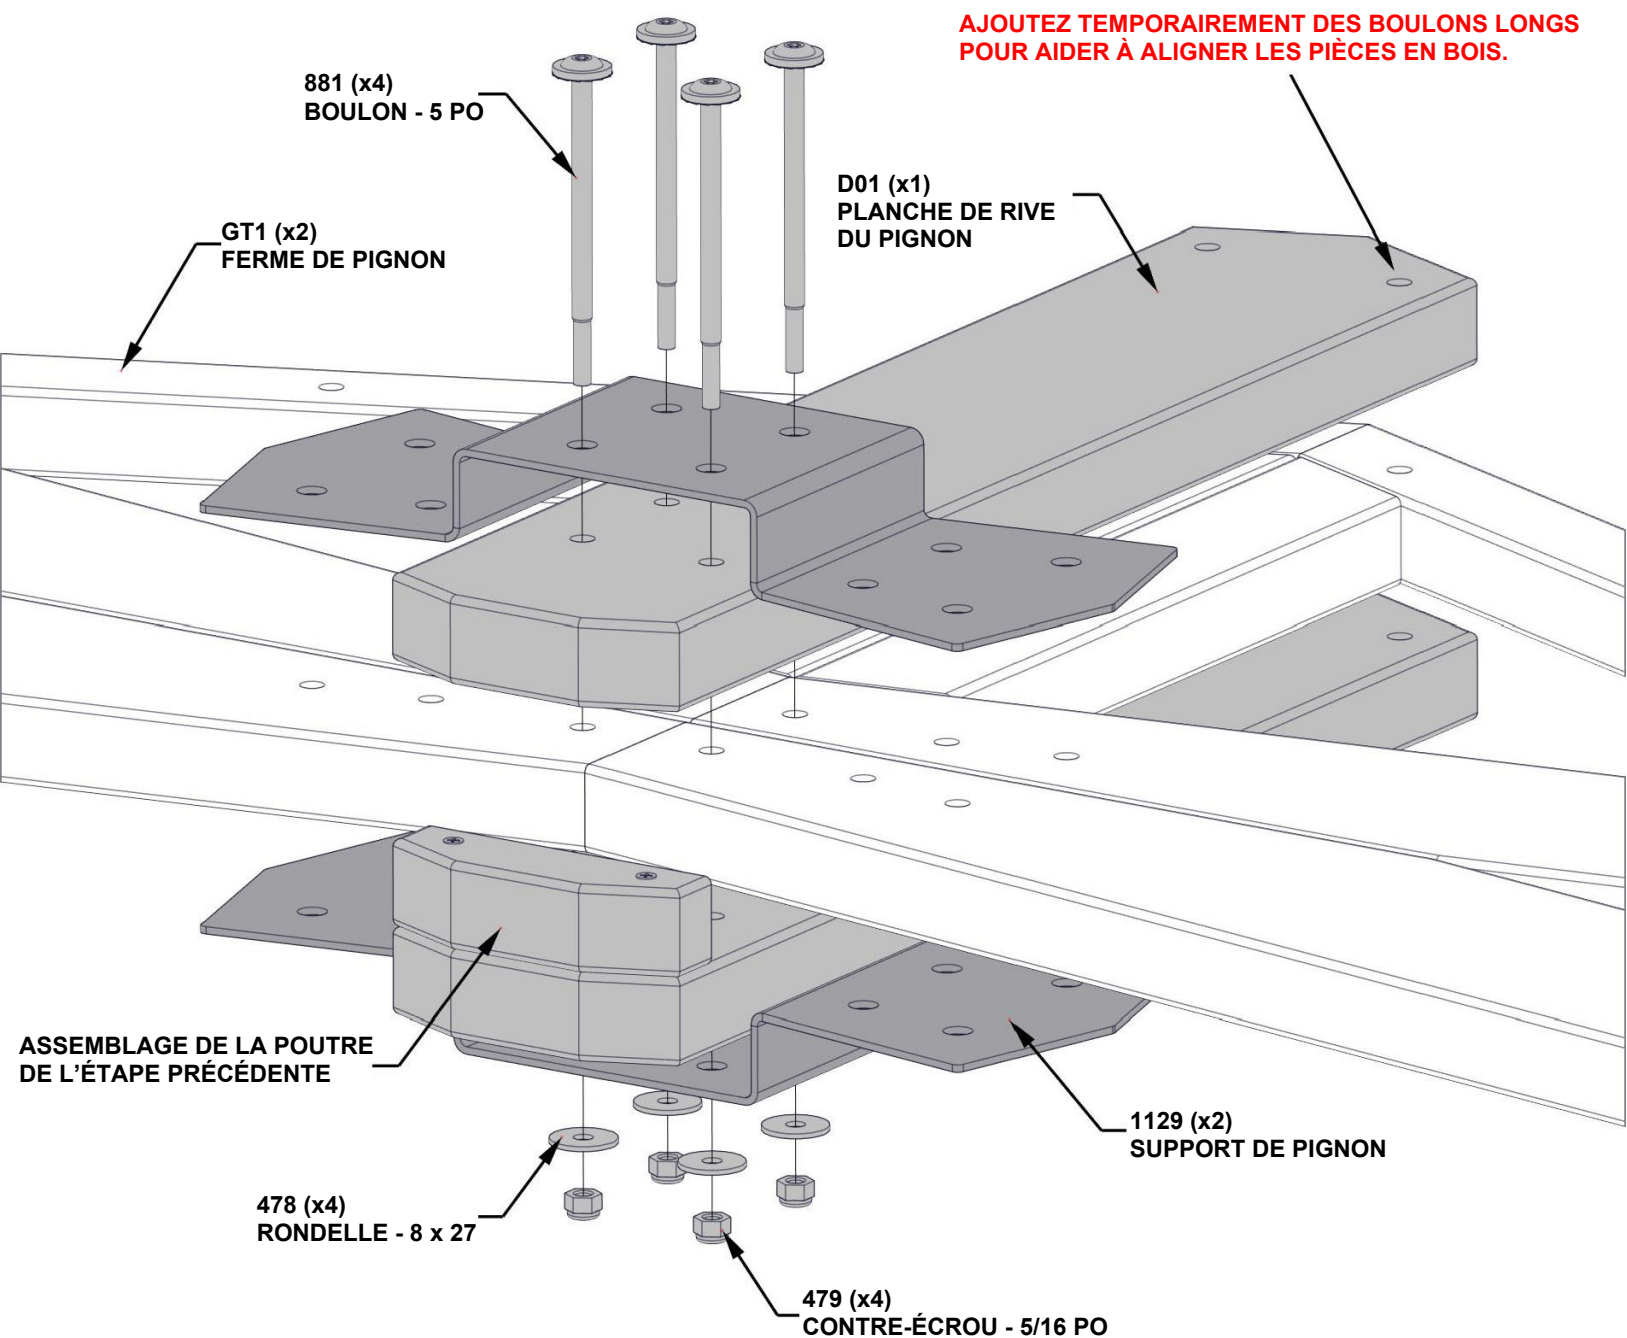 AJOUTEZ TEMPORAIREMENT DES BOULONS LONGS
POUR AIDER À ALIGNER LES PIÈCES EN BOIS.
881 (x4)
BOULON - 5 PO
D01 (x1)
PLANCHE DE RIVE
DU PIGNON
GT1 (x2)
FERME DE PIGNON
ASSEMBLAGE DE LA POUTRE
DE L’ÉTAPE PRÉCÉDENTE
1129 (x2)
SUPPORT DE PIGNON
478 (x4)
RONDELLE - 8 x 27
479 (x4)
CONTRE-ÉCROU - 5/16 PO